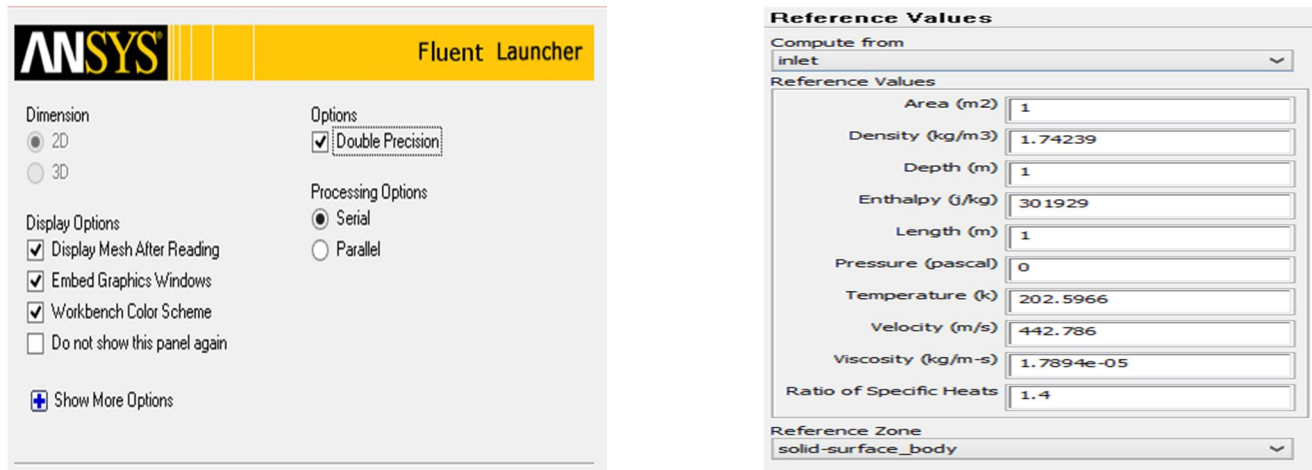 ANSYS
Fluent Launcher
Dimension
2D
3D
Options
Double Precision
Processing Options
Serial
Parallel
Display Options
Display Mesh After Reading
Embed Graphics Windows
Workbench Color Scheme
Do not show this panel again
Show More Options
Reference Values
Compute from
inlet
Reference Values
Area (m2) 1
Density (kg/m3) 1.74239
Depth (m) 1
Enthalpy (j/kg) 301929
Length (m) 1
Pressure (pascal) 0
Temperature (k) 202.5966
Velocity (m/s) 442.786
Viscosity (kg/m-s) 1.7894e-05
Ratio of Specific Heats 1.4
Reference Zone
solid-surface_body